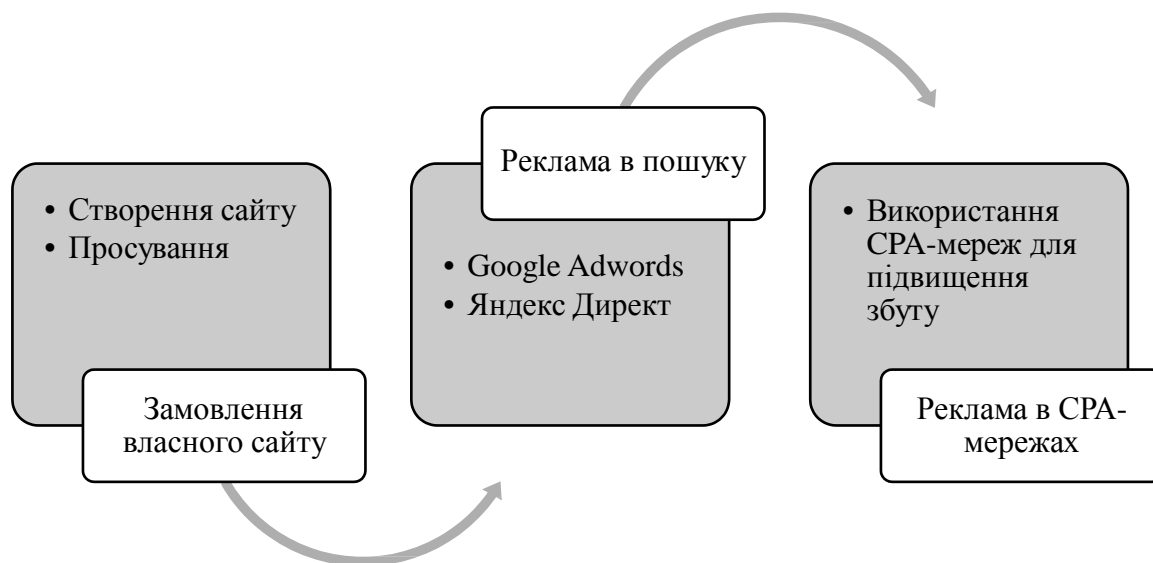 • Створення сайту
• Просування
Замовлення
власного сайту
Реклама в пошуку
• Google Adwords
• Яндекс Директ
• Використання
CPA-мереж для
підвищення
збуту
Реклама в CPA-
мережах